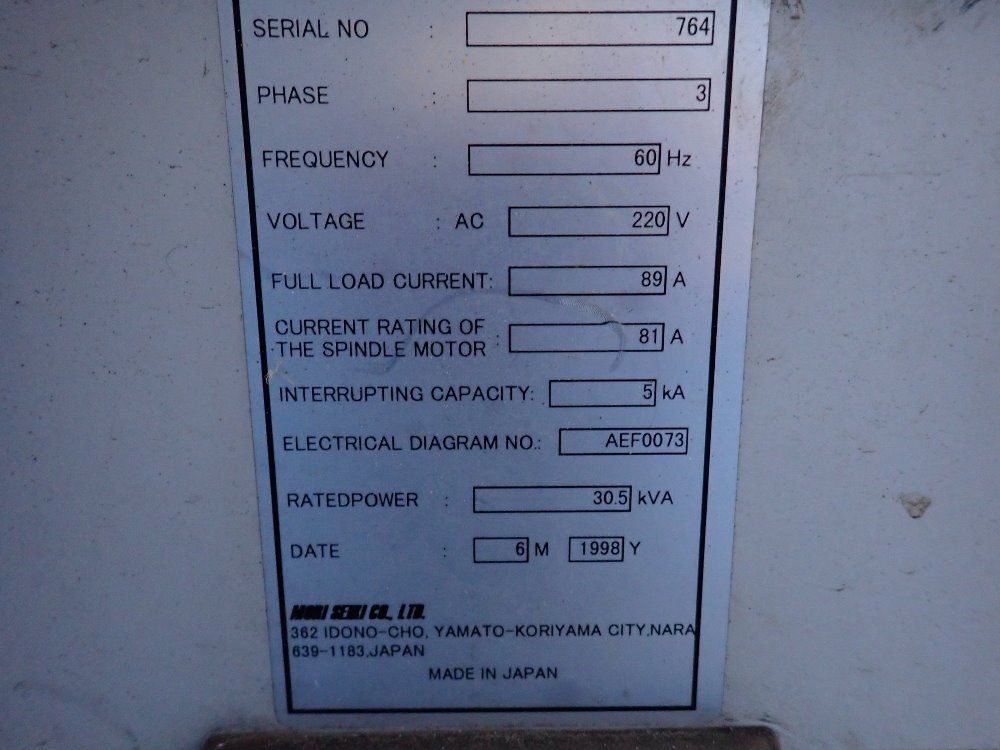 SERIAL NO : 764
PHASE : 3
FREQUENCY : 60 Hz
VOLTAGE : AC 220 V
FULL LOAD CURRENT: 89 A
CURRENT RATING OF
THE SPINDLE MOTOR : 81 A
INTERRUPTING CAPACITY: 5 kA
ELECTRICAL DIAGRAM NO.: AEF0073
RATEDPOWER : 30.5 kVA
DATE : 6 M 1998 Y
MORI SEIKI CO., LTD.
362 IDONO-CHO, YAMATO-KORIYAMA CITY,NARA
639-1183,JAPAN
MADE IN JAPAN